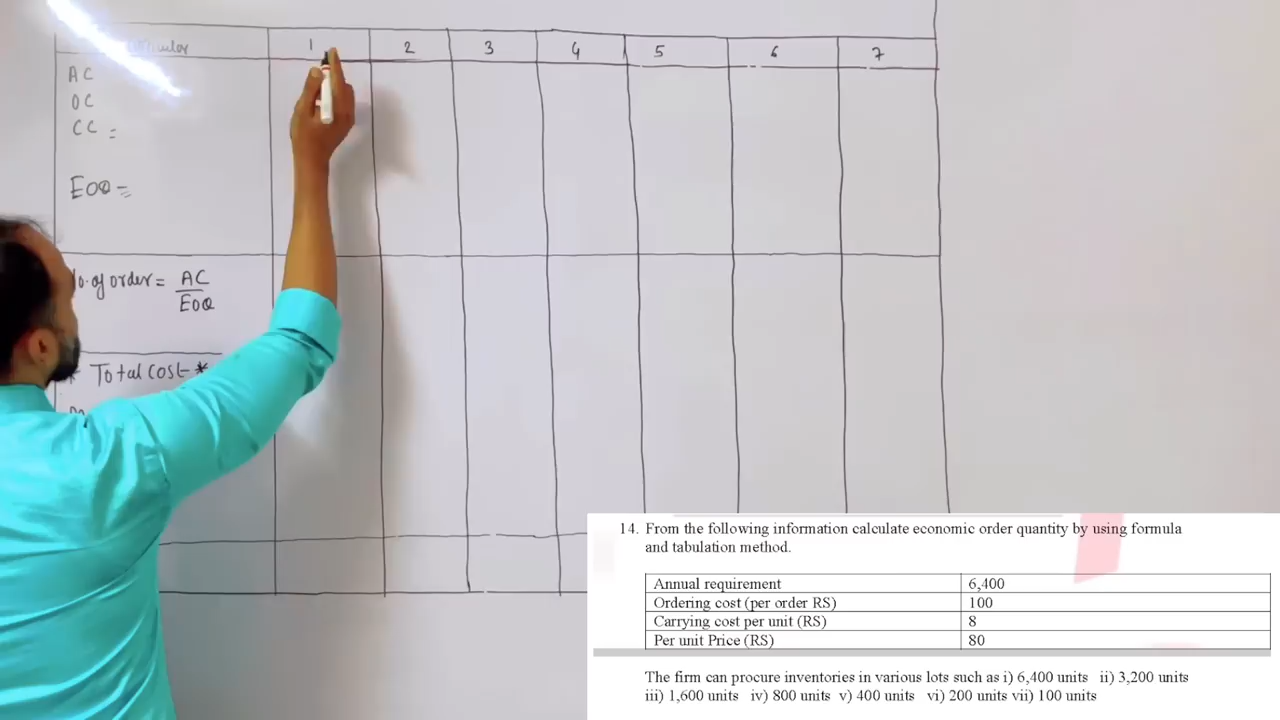 1 2 3 4 5 6 7
AC
OC
CC =
EOQ =
No. of order = AC
EOQ
* Total cost *
14. From the following information calculate economic order quantity by using formula
and tabulation method.
Annual requirement 6,400
Ordering cost (per order RS) 100
Carrying cost per unit (RS) 8
Per unit Price (RS) 80
The firm can procure inventories in various lots such as i) 6,400 units ii) 3,200 units
iii) 1,600 units iv) 800 units v) 400 units vi) 200 units vii) 100 units